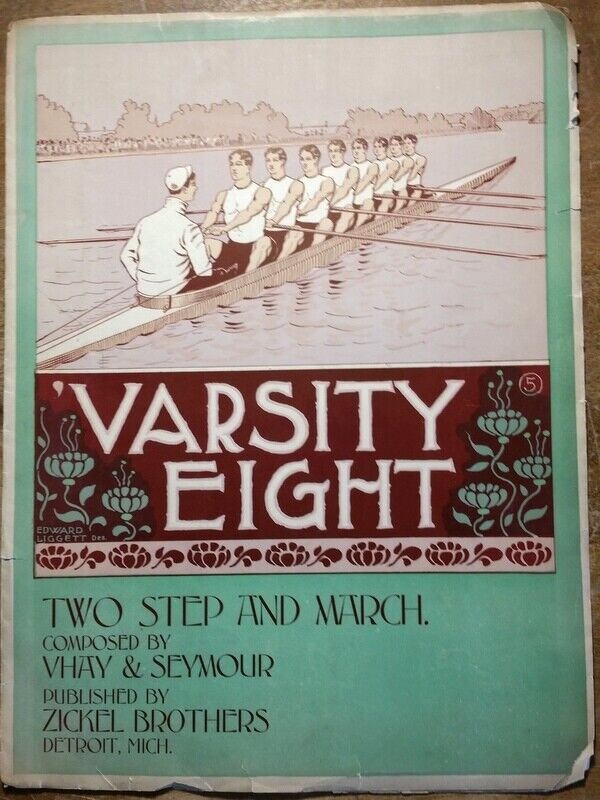 'VARSITY
EIGHT
5
EDWARD
LIGGETT Des.
TWO STEP AND MARCH.
COMPOSED BY
VHAY & SEYMOUR
PUBLISHED BY
ZICKEL BROTHERS
DETROIT, MICH.